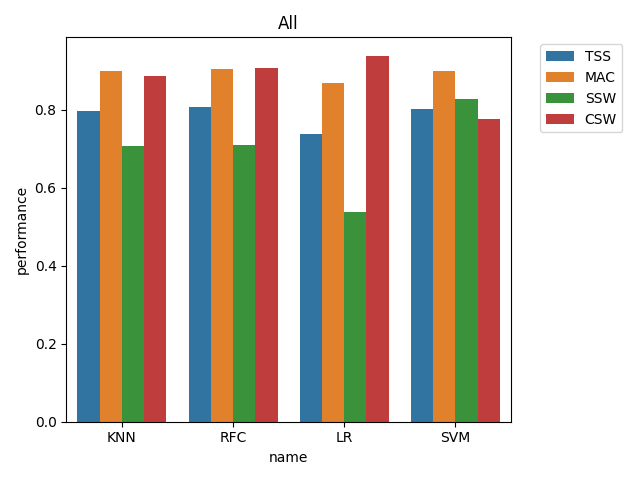 All
TSS
MAC
SSW
CSW
performance
0.8
0.6
0.4
0.2
0.0
KNN RFC LR SVM
name